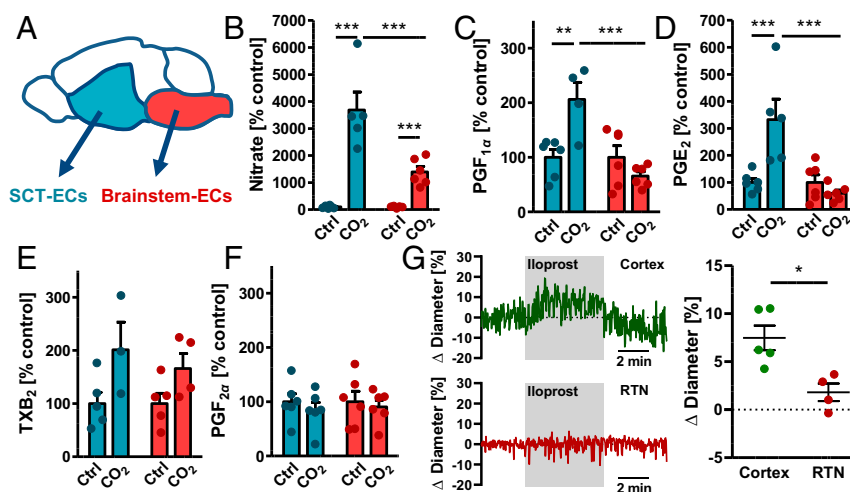 A
SCT-ECs Brainstem-ECs
B
Nitrate [% control]
7000
6000
5000
4000
3000
2000
1000
0
*** ***
***
Ctrl CO2 Ctrl CO2
C
PGF1α [% control]
300
200
100
0
** ***
Ctrl CO2 Ctrl CO2
D
PGE2 [% control]
700
600
500
400
300
200
100
0
*** ***
Ctrl CO2 Ctrl CO2
E
TXB2 [% control]
300
200
100
0
Ctrl CO2 Ctrl CO2
F
PGF2α [% control]
300
200
100
0
Ctrl CO2 Ctrl CO2
G
Δ Diameter [%]
30
20
10
0
-10
-20
Iloprost Cortex
2 min
Δ Diameter [%]
30
20
10
0
-10
-20
Iloprost RTN
2 min
Δ Diameter [%]
15
10
5
0
-5
*
Cortex RTN